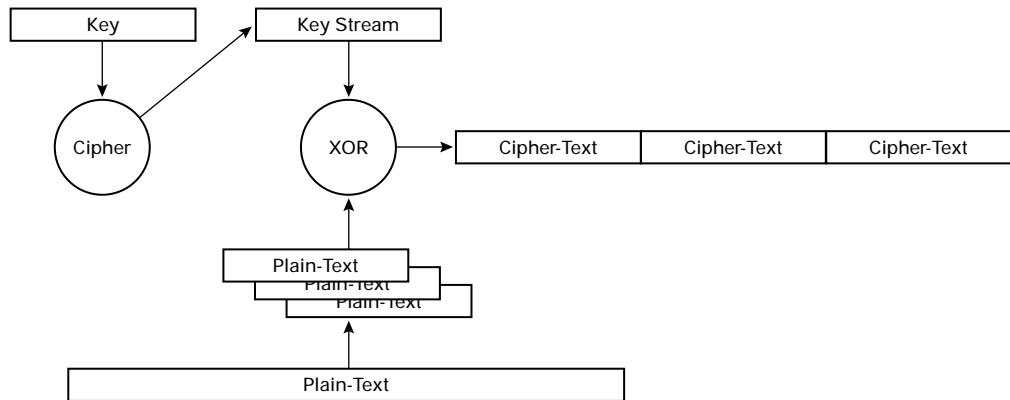 Key
Key Stream
Cipher
XOR
Cipher-Text
Cipher-Text
Cipher-Text
Plain-Text
Plain-Text
Plain-Text
Plain-Text